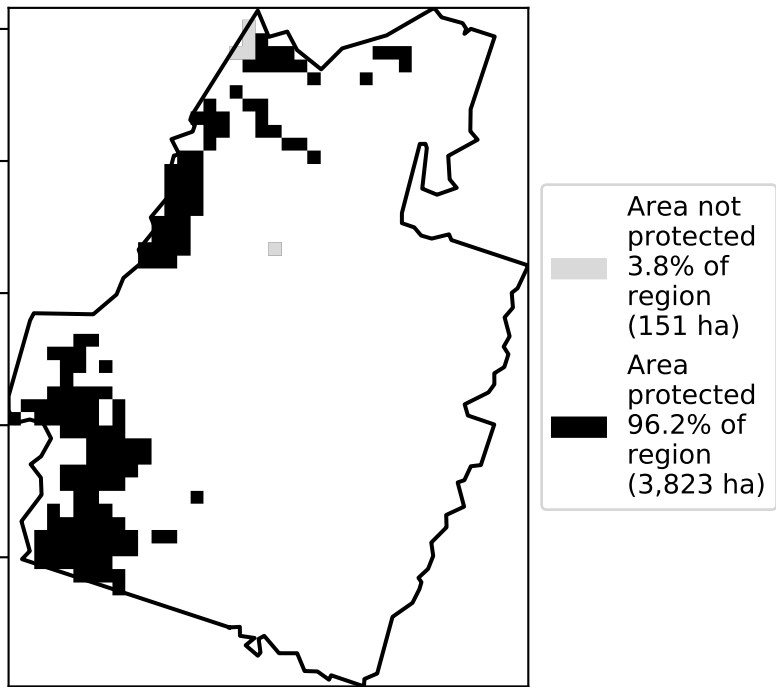 Area not
protected
3.8% of
region
(151 ha)
Area
protected
96.2% of
region
(3,823 ha)